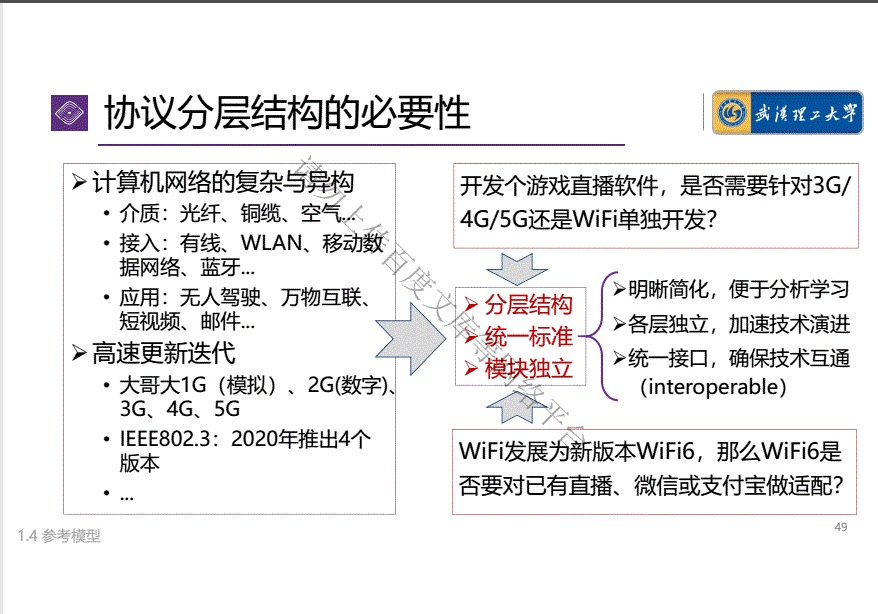 协议分层结构的必要性
武汉理工大学
➢计算机网络的复杂与异构
• 介质：光纤、铜缆、空气...
• 接入：有线、WLAN、移动数
据网络、蓝牙...
• 应用：无人驾驶、万物互联、
短视频、邮件...
➢高速更新迭代
• 大哥大1G（模拟）、2G(数字)、
3G、4G、5G
• IEEE802.3：2020年推出4个
版本
• ...
开发个游戏直播软件，是否需要针对3G/
4G/5G还是WiFi单独开发？
➢ 分层结构
➢ 统一标准
➢ 模块独立
➢明晰简化，便于分析学习
➢各层独立，加速技术演进
➢统一接口，确保技术互通
（interoperable）
WiFi发展为新版本WiFi6，那么WiFi6是
否要对已有直播、微信或支付宝做适配？
请勿上传百度文库等网络平台
1.4 参考模型
49